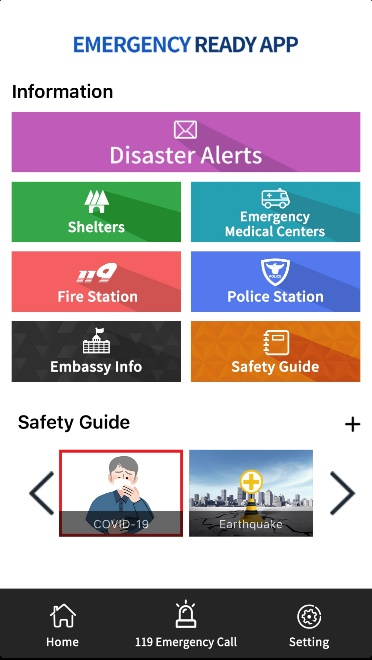 EMERGENCY READY APP
Information
Disaster Alerts
Shelters
Emergency
Medical Centers
119
Fire Station
POLICE
Police Station
Embassy Info
Safety Guide
Safety Guide +
COVID-19
Earthquake
Home
119 Emergency Call
Setting